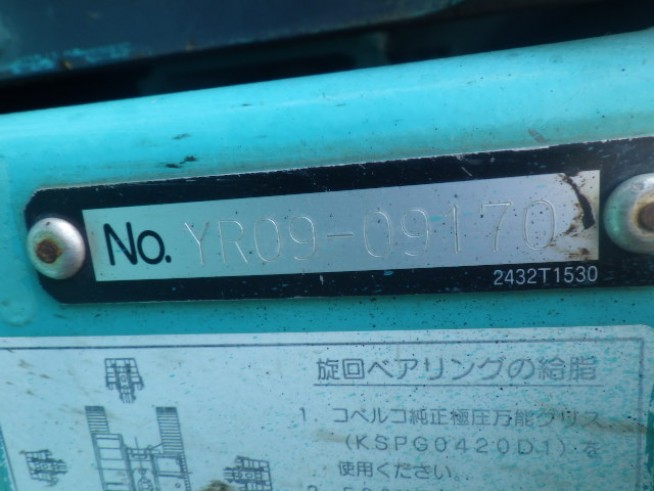 No. YR09-09170
2432T1530
旋回ベアリングの給脂
1. コベルコ純正極圧万能グリス
(KSPG0420D1)を
使用ください。